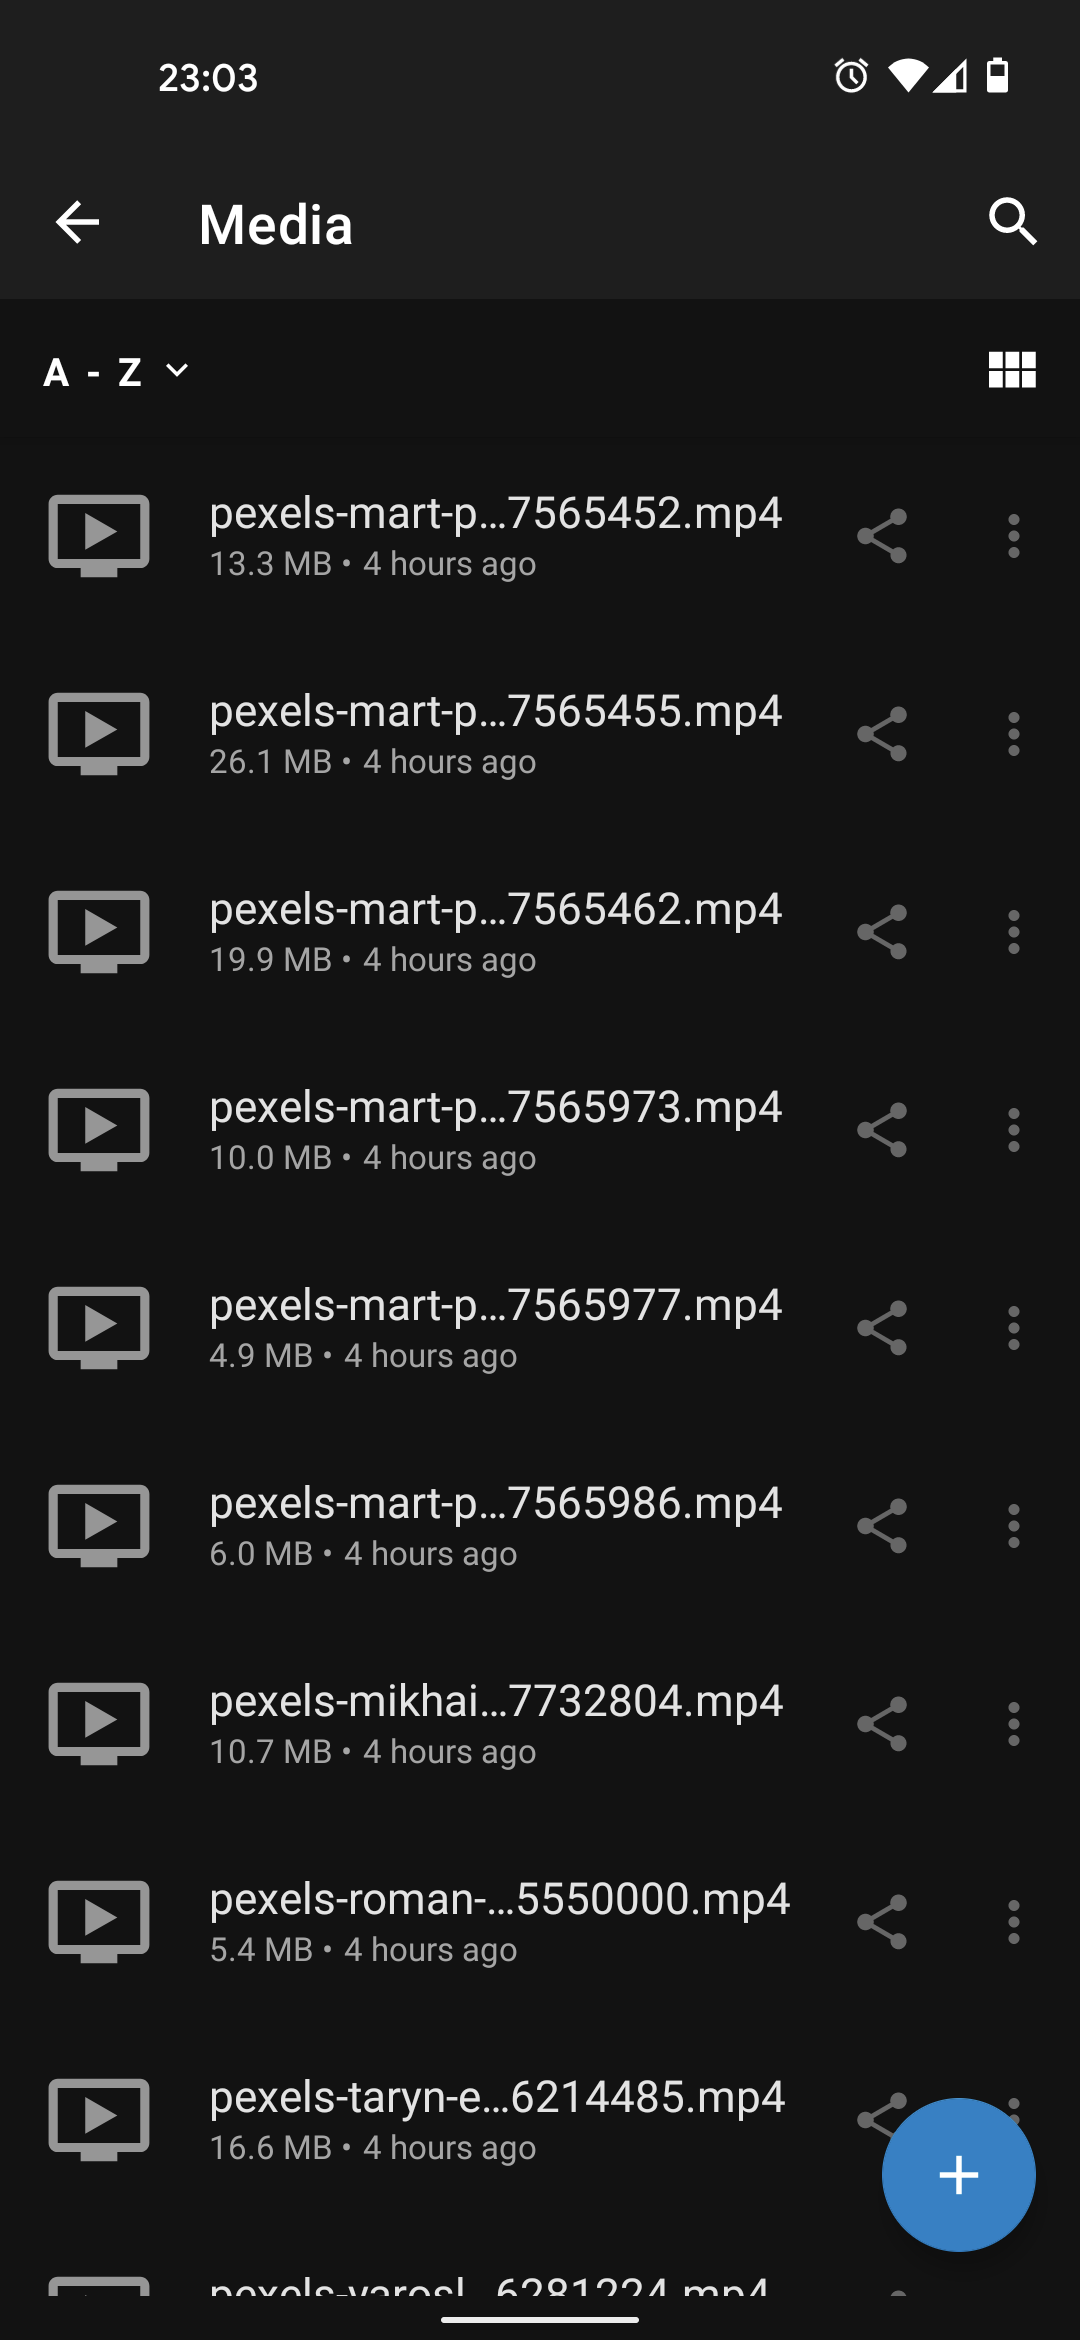 23:03
Media
A - Z
pexels-mart-p...7565452.mp4
13.3 MB • 4 hours ago
pexels-mart-p...7565455.mp4
26.1 MB • 4 hours ago
pexels-mart-p...7565462.mp4
19.9 MB • 4 hours ago
pexels-mart-p...7565973.mp4
10.0 MB • 4 hours ago
pexels-mart-p...7565977.mp4
4.9 MB • 4 hours ago
pexels-mart-p...7565986.mp4
6.0 MB • 4 hours ago
pexels-mikhai...7732804.mp4
10.7 MB • 4 hours ago
pexels-roman-...5550000.mp4
5.4 MB • 4 hours ago
pexels-taryn-e...6214485.mp4
16.6 MB • 4 hours ago
pexels-yarosl...6281224.mp4